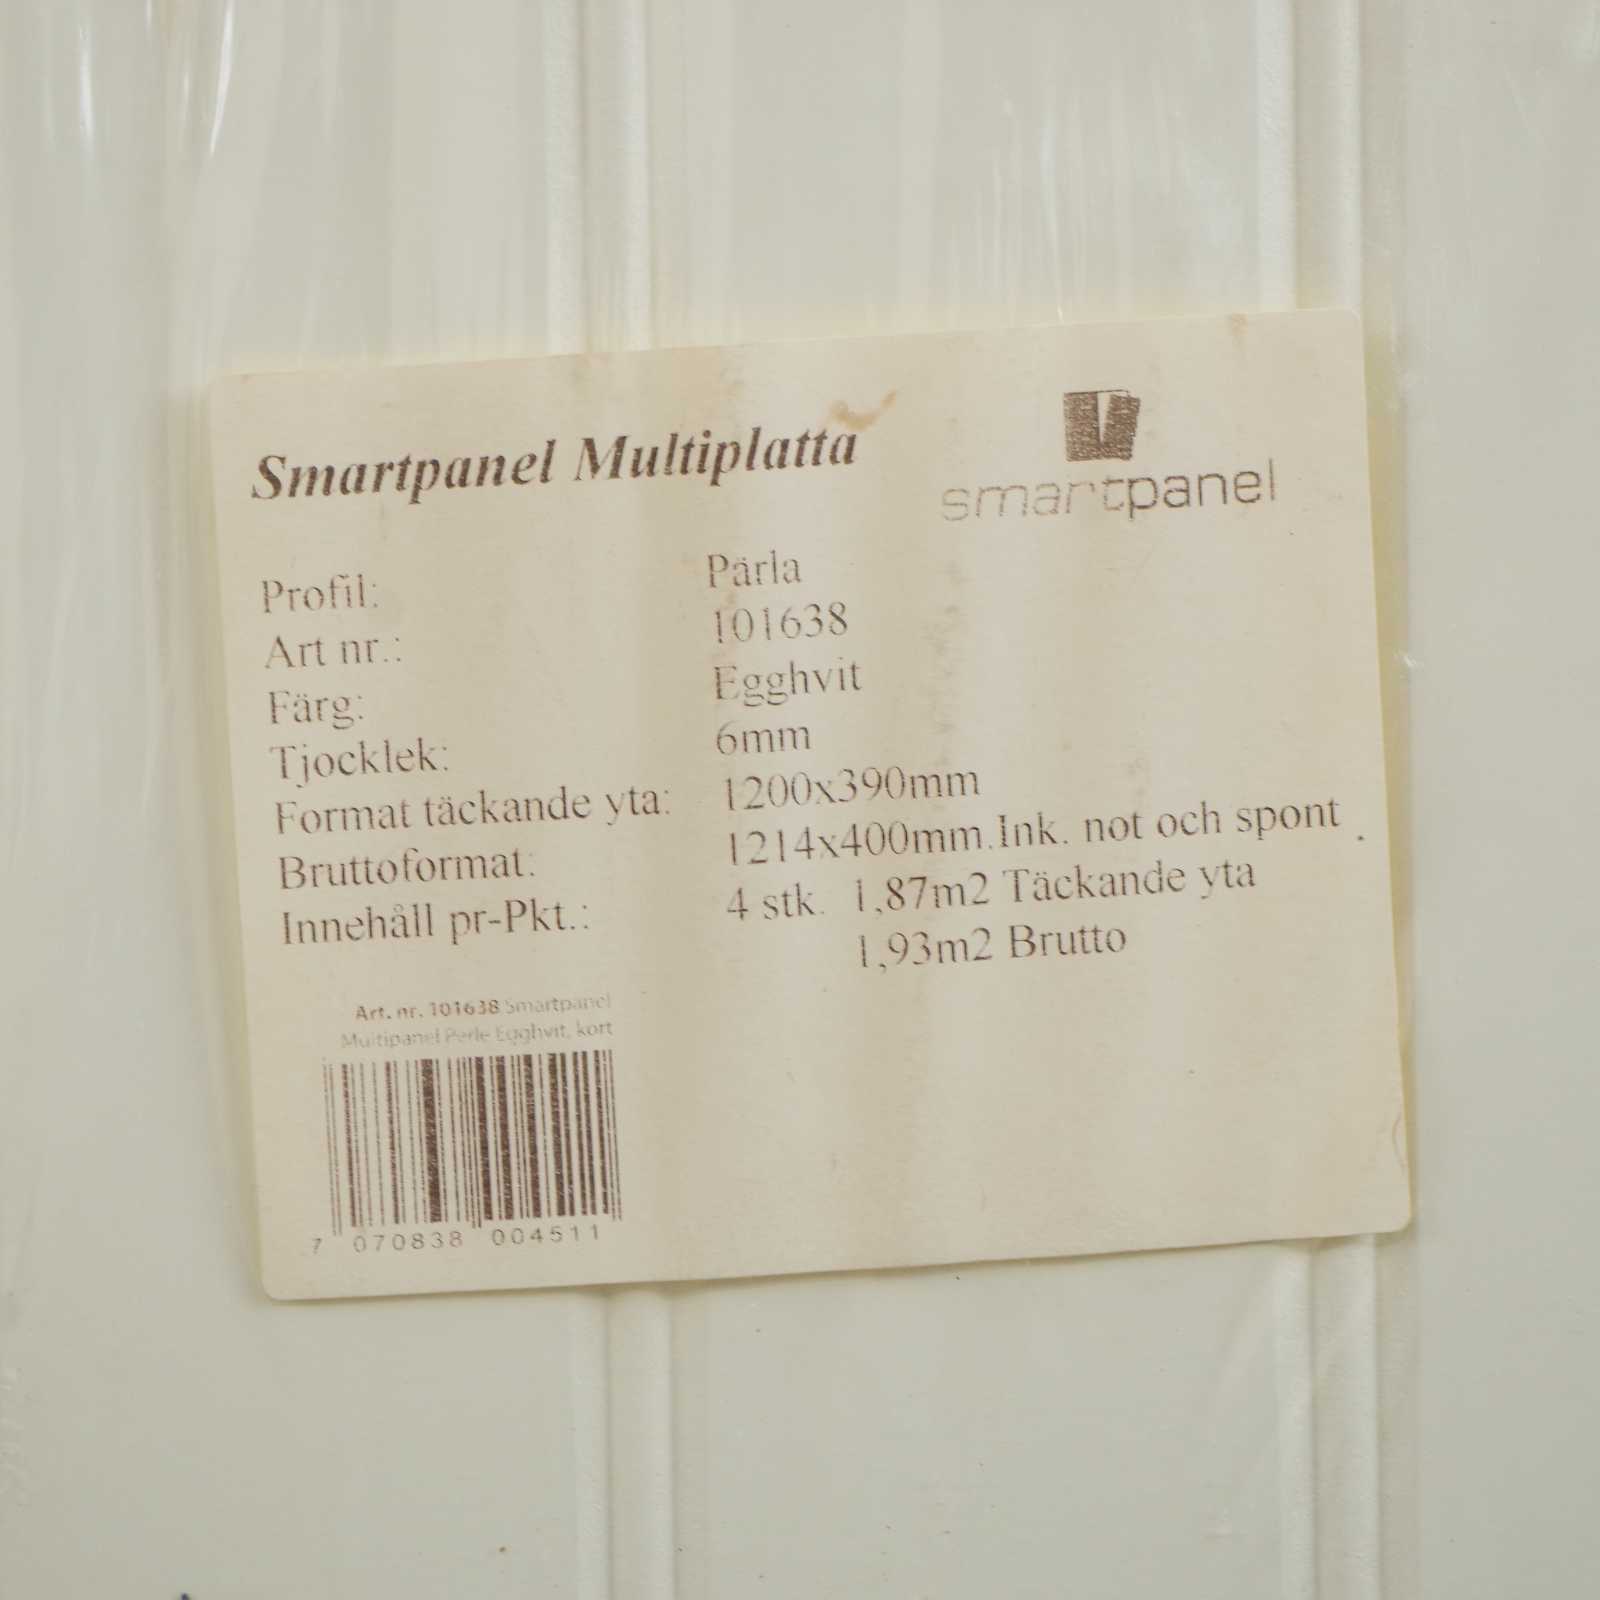 Smartpanel Multiplatta
smartpanel
Profil: Pärla
Art nr.: 101638
Färg: Egghvit
Tjocklek: 6mm
Format täckande yta: 1200x390mm
Bruttoformat: 1214x400mm.Ink. not och spont .
Innehåll pr-Pkt.: 4 stk. 1,87m2 Täckande yta
1,93m2 Brutto
Art. nr. 101638 Smartpanel
Multipanel Perle Egghvit, kort
7 070838 004511